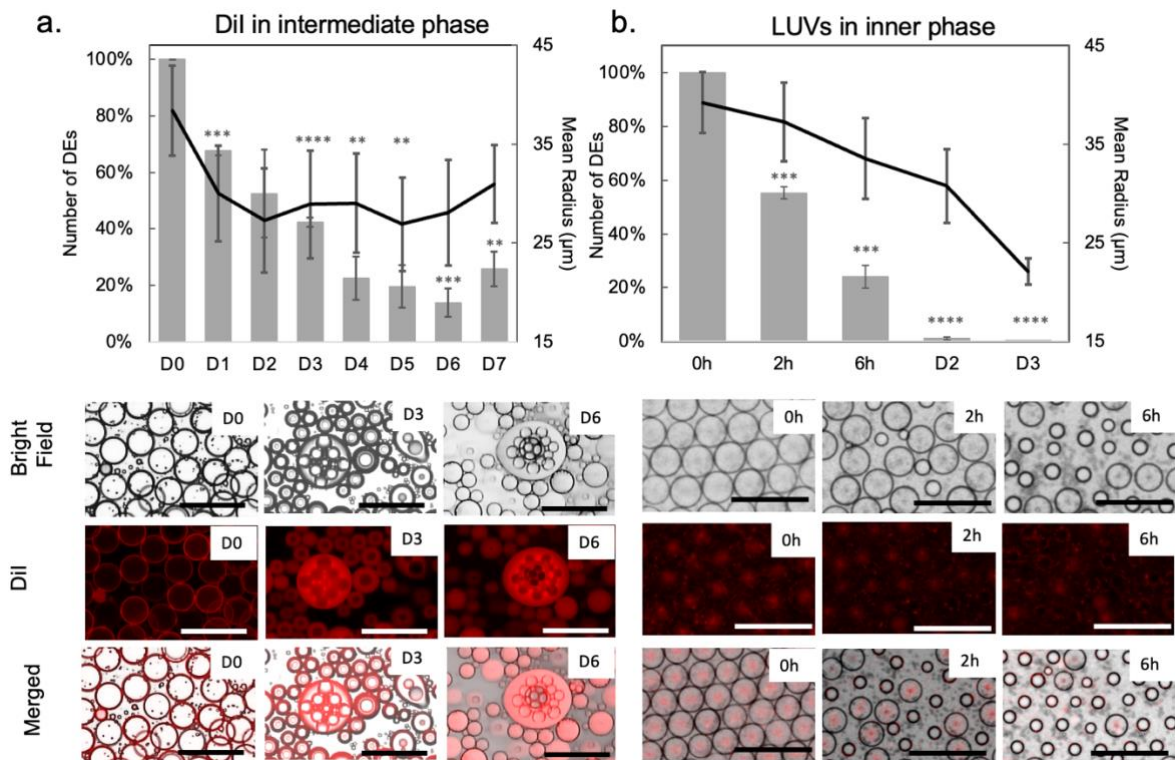 a.
DiI in intermediate phase
100%
80%
60%
40%
20%
0%
Number of DEs
45
35
25
15
Mean Radius (µm)
***
****
**
**
***
**
D0 D1 D2 D3 D4 D5 D6 D7
b.
LUVs in inner phase
100%
80%
60%
40%
20%
0%
Number of DEs
45
35
25
15
Mean Radius (µm)
***
***
****
****
0h 2h 6h D2 D3
Bright
Field
D0 D3 D6 0h 2h 6h
DiI
D0 D3 D6 0h 2h 6h
Merged
D0 D3 D6 0h 2h 6h